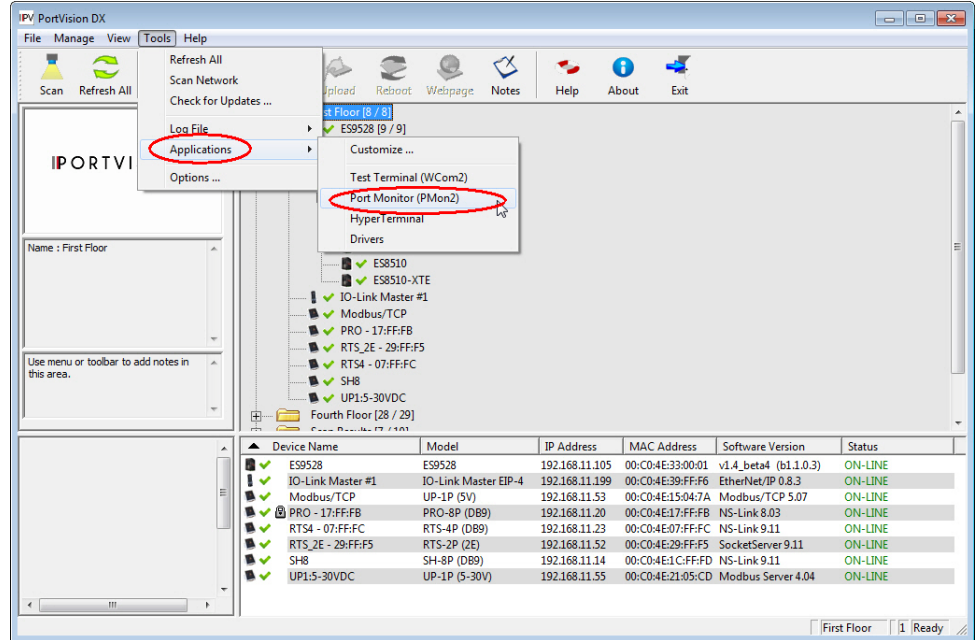 IPV PortVision DX
File Manage View Tools Help
Scan Refresh All Upload Reboot Webpage Notes Help About Exit
Refresh All
Scan Network
Check for Updates ...
Log File
Applications
Options ...
Customize ...
Test Terminal (WCom2)
Port Monitor (PMon2)
HyperTerminal
Drivers
IPORTVI
st Floor [8 / 8]
ES9528 [9 / 9]
ES8510
ES8510-XTE
IO-Link Master #1
Modbus/TCP
PRO - 17:FF:FB
RTS_2E - 29:FF:F5
RTS4 - 07:FF:FC
SH8
UP1:5-30VDC
Fourth Floor [28 / 29]
Name : First Floor
Use menu or toolbar to add notes in
this area.
Device Name Model IP Address MAC Address Software Version Status
ES9528 ES9528 192.168.11.105 00:C0:4E:33:00:01 v1.4_beta4 (b1.1.0.3) ON-LINE
IO-Link Master #1 IO-Link Master EIP-4 192.168.11.199 00:C0:4E:39:FF:F6 EtherNet/IP 0.8.3 ON-LINE
Modbus/TCP UP-1P (5V) 192.168.11.53 00:C0:4E:15:04:7A Modbus/TCP 5.07 ON-LINE
PRO - 17:FF:FB PRO-8P (DB9) 192.168.11.20 00:C0:4E:17:FF:FB NS-Link 8.03 ON-LINE
RTS4 - 07:FF:FC RTS-4P (DB9) 192.168.11.23 00:C0:4E:07:FF:FC NS-Link 9.11 ON-LINE
RTS_2E - 29:FF:F5 RTS-2P (2E) 192.168.11.52 00:C0:4E:29:FF:F5 SocketServer 9.11 ON-LINE
SH8 SH-8P (DB9) 192.168.11.14 00:C0:4E:1C:FF:FD NS-Link 9.11 ON-LINE
UP1:5-30VDC UP-1P (5-30V) 192.168.11.55 00:C0:4E:21:05:CD Modbus Server 4.04 ON-LINE
First Floor 1 Ready